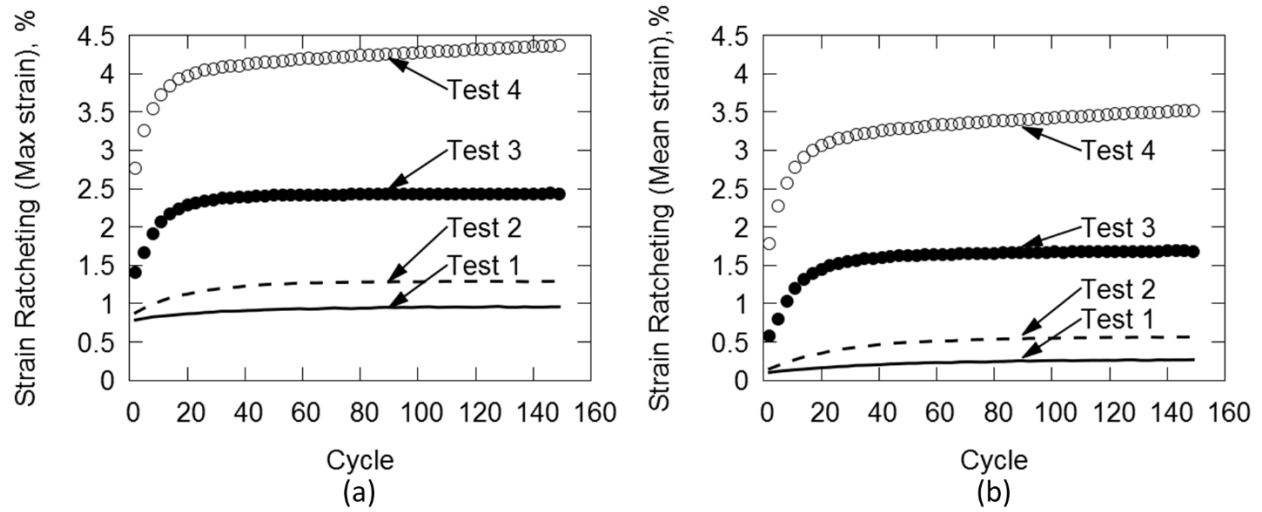 Strain Ratcheting (Max strain), %
4.5
4
3.5
3
2.5
2
1.5
1
0.5
0
Test 4
Test 3
Test 2
Test 1
0 20 40 60 80 100 120 140 160
Cycle
(a)
Strain Ratcheting (Mean strain), %
4.5
4
3.5
3
2.5
2
1.5
1
0.5
0
Test 4
Test 3
Test 2
Test 1
0 20 40 60 80 100 120 140 160
Cycle
(b)